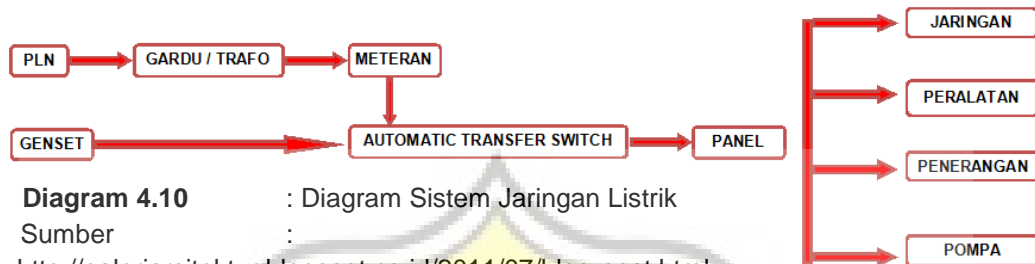 JARINGAN
PLN GARDU / TRAFO METERAN
PERALATAN
GENSET AUTOMATIC TRANSFER SWITCH PANEL
PENERANGAN
Diagram 4.10 : Diagram Sistem Jaringan Listrik
Sumber :
POMPA